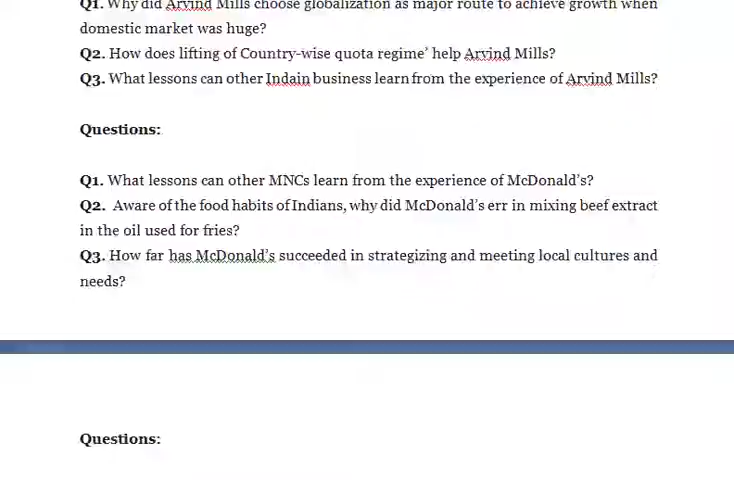 Q1. Why did Arvind Mills choose globalization as major route to achieve growth when
domestic market was huge?
Q2. How does lifting of Country-wise quota regime’ help Arvind Mills?
Q3. What lessons can other Indain business learn from the experience of Arvind Mills?
Questions:
Q1. What lessons can other MNCs learn from the experience of McDonald’s?
Q2. Aware of the food habits of Indians, why did McDonald’s err in mixing beef extract
in the oil used for fries?
Q3. How far has McDonald’s succeeded in strategizing and meeting local cultures and
needs?
Questions: